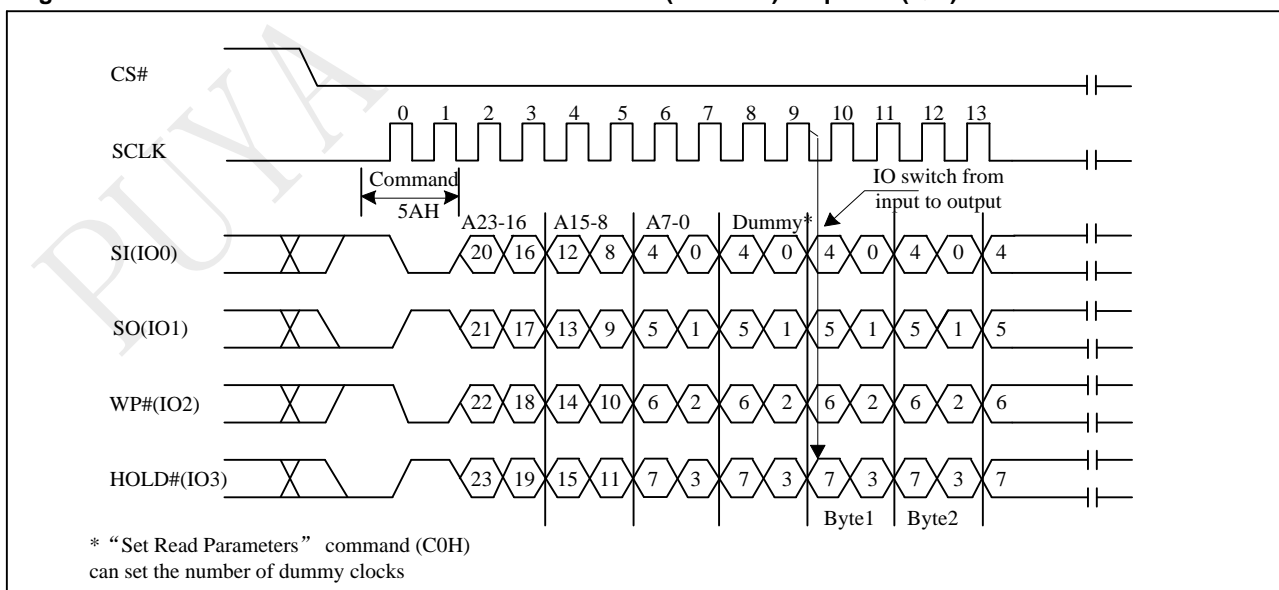 CS#
0 1 2 3 4 5 6 7 8 9 10 11 12 13
SCLK
Command
5AH
IO switch from
input to output
A23-16 A15-8 A7-0 Dummy*
SI(IO0) 20 16 12 8 4 0 4 0 4 0 4 0 4
SO(IO1) 21 17 13 9 5 1 5 1 5 1 5 1 5
WP#(IO2) 22 18 14 10 6 2 6 2 6 2 6 2 6
HOLD#(IO3) 23 19 15 11 7 3 7 3 7 3 7 3 7
Byte1 Byte2
* “Set Read Parameters” command (C0H)
can set the number of dummy clocks
PUYA